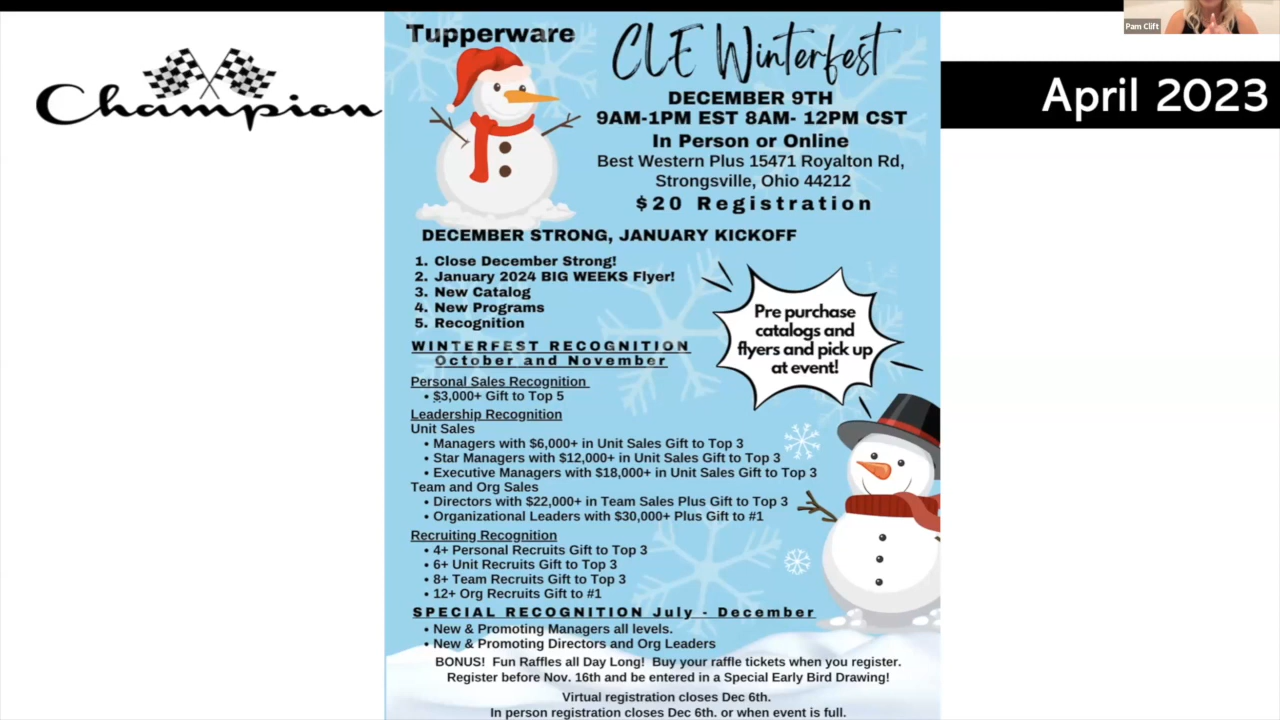 Pam Clift
Champion
April 2023
Tupperware
CLE Winterfest
DECEMBER 9TH
9AM-1PM EST 8AM- 12PM CST
In Person or Online
Best Western Plus 15471 Royalton Rd,
Strongsville, Ohio 44212
$20 Registration
DECEMBER STRONG, JANUARY KICKOFF
1. Close December Strong!
2. January 2024 BIG WEEKS Flyer!
3. New Catalog
4. New Programs
5. Recognition
Pre purchase
catalogs and
flyers and pick up
at event!
WINTERFEST RECOGNITION
October and November
Personal Sales Recognition
• $3,000+ Gift to Top 5
Leadership Recognition
Unit Sales
• Managers with $6,000+ in Unit Sales Gift to Top 3
• Star Managers with $12,000+ in Unit Sales Gift to Top 3
• Executive Managers with $18,000+ in Unit Sales Gift to Top 3
Team and Org Sales
• Directors with $22,000+ in Team Sales Plus Gift to Top 3
• Organizational Leaders with $30,000+ Plus Gift to #1
Recruiting Recognition
• 4+ Personal Recruits Gift to Top 3
• 6+ Unit Recruits Gift to Top 3
• 8+ Team Recruits Gift to Top 3
• 12+ Org Recruits Gift to #1
SPECIAL RECOGNITION July - December
• New & Promoting Managers all levels.
• New & Promoting Directors and Org Leaders
BONUS! Fun Raffles all Day Long! Buy your raffle tickets when you register.
Register before Nov. 16th and be entered in a Special Early Bird Drawing!
Virtual registration closes Dec 6th.
In person registration closes Dec 6th. or when event is full.